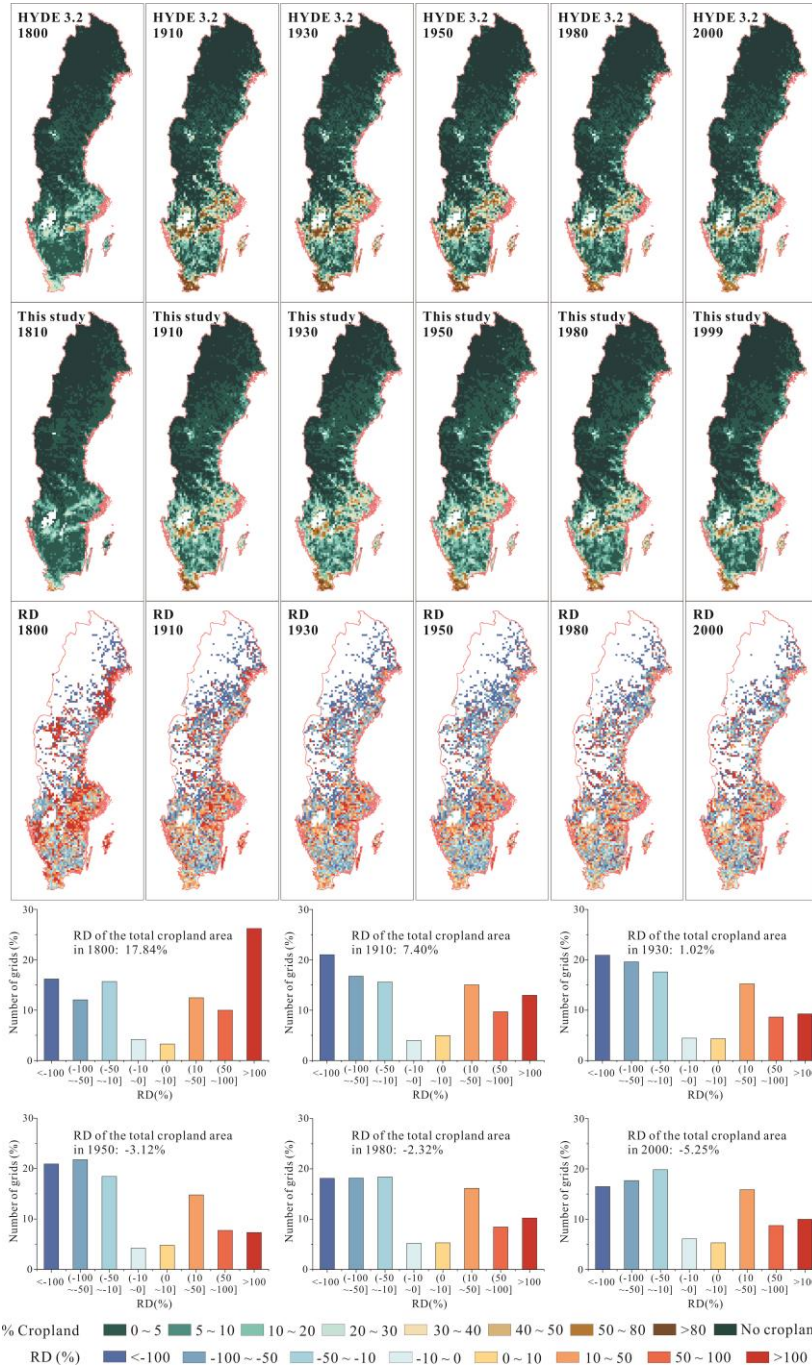 HYDE 3.2
1800
HYDE 3.2
1910
HYDE 3.2
1930
HYDE 3.2
1950
HYDE 3.2
1980
HYDE 3.2
2000
This study
1810
This study
1910
This study
1930
This study
1950
This study
1980
This study
1999
RD
1800
RD
1910
RD
1930
RD
1950
RD
1980
RD
2000
Number of grids (%)
30
20
10
0
RD of the total cropland area
in 1800: 17.84%
<-100
(-100
~-50]
(-50
~-10]
(-10
~0]
(0
~10]
(10
~50]
(50
~100]
>100
RD(%)
Number of grids (%)
30
20
10
0
RD of the total cropland area
in 1910: 7.40%
<-100
(-100
~-50]
(-50
~-10]
(-10
~0]
(0
~10]
(10
~50]
(50
~100]
>100
RD(%)
Number of grids (%)
30
20
10
0
RD of the total cropland area
in 1930: 1.02%
<-100
(-100
~-50]
(-50
~-10]
(-10
~0]
(0
~10]
(10
~50]
(50
~100]
>100
RD(%)
Number of grids (%)
30
20
10
0
RD of the total cropland area
in 1950: -3.12%
<-100
(-100
~-50]
(-50
~-10]
(-10
~0]
(0
~10]
(10
~50]
(50
~100]
>100
RD(%)
Number of grids (%)
30
20
10
0
RD of the total cropland area
in 1980: -2.32%
<-100
(-100
~-50]
(-50
~-10]
(-10
~0]
(0
~10]
(10
~50]
(50
~100]
>100
RD(%)
Number of grids (%)
30
20
10
0
RD of the total cropland area
in 2000: -5.25%
<-100
(-100
~-50]
(-50
~-10]
(-10
~0]
(0
~10]
(10
~50]
(50
~100]
>100
RD(%)
% Cropland 0 ~ 5 5 ~ 10 10 ~ 20 20 ~ 30 30 ~ 40 40 ~ 50 50 ~ 80 >80 No cropland
RD (%) <-100 -100 ~ -50 -50 ~ -10 -10 ~ 0 0 ~ 10 10 ~ 50 50 ~ 100 >100